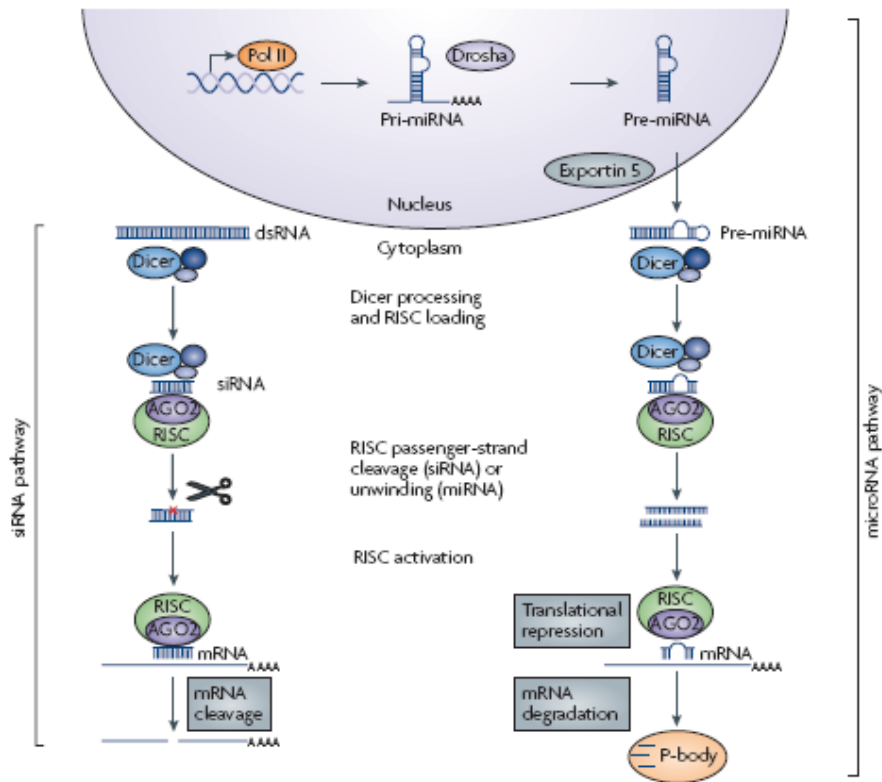 Pol II
Drosha
AAAA
Pri-miRNA
Pre-miRNA
Exportin 5
Nucleus
dsRNA
Cytoplasm
Pre-miRNA
Dicer
Dicer
Dicer processing
and RISC loading
Dicer
siRNA
AGO2
RISC
Dicer
AGO2
RISC
RISC passenger-strand
cleavage (siRNA) or
unwinding (miRNA)
RISC activation
RISC
AGO2
mRNA
AAAA
mRNA
cleavage
AAAA
Translational
repression
RISC
AGO2
mRNA
AAAA
mRNA
degradation
P-body
siRNA pathway
microRNA pathway